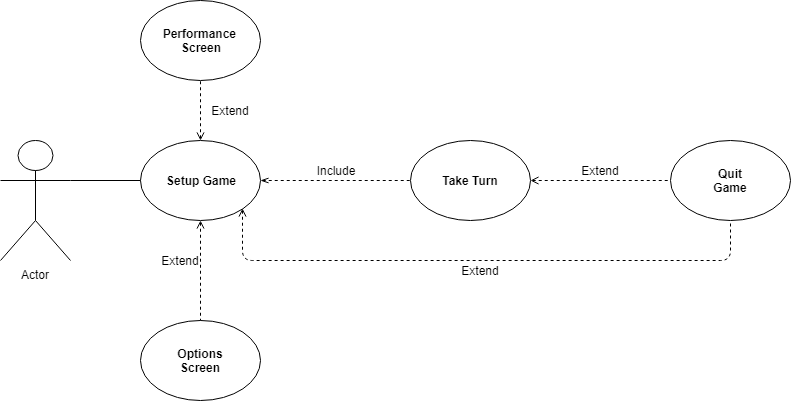 Performance
Screen
Extend
Setup Game
Include
Take Turn
Extend
Quit
Game
Extend
Extend
Actor
Options
Screen